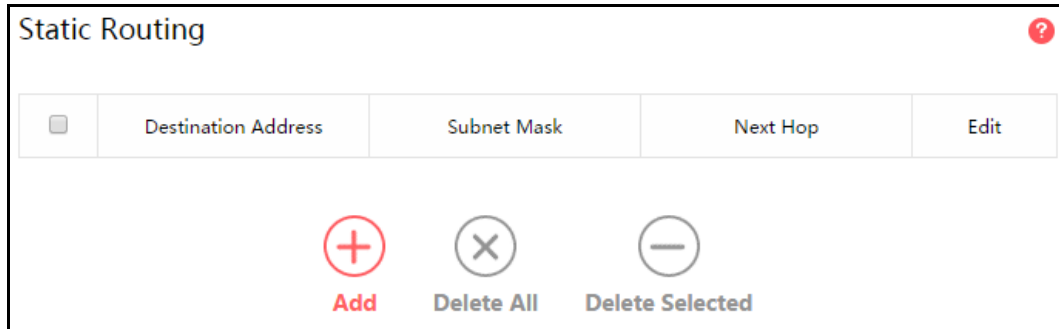 Static Routing
?
Destination Address Subnet Mask Next Hop Edit
Add Delete All Delete Selected